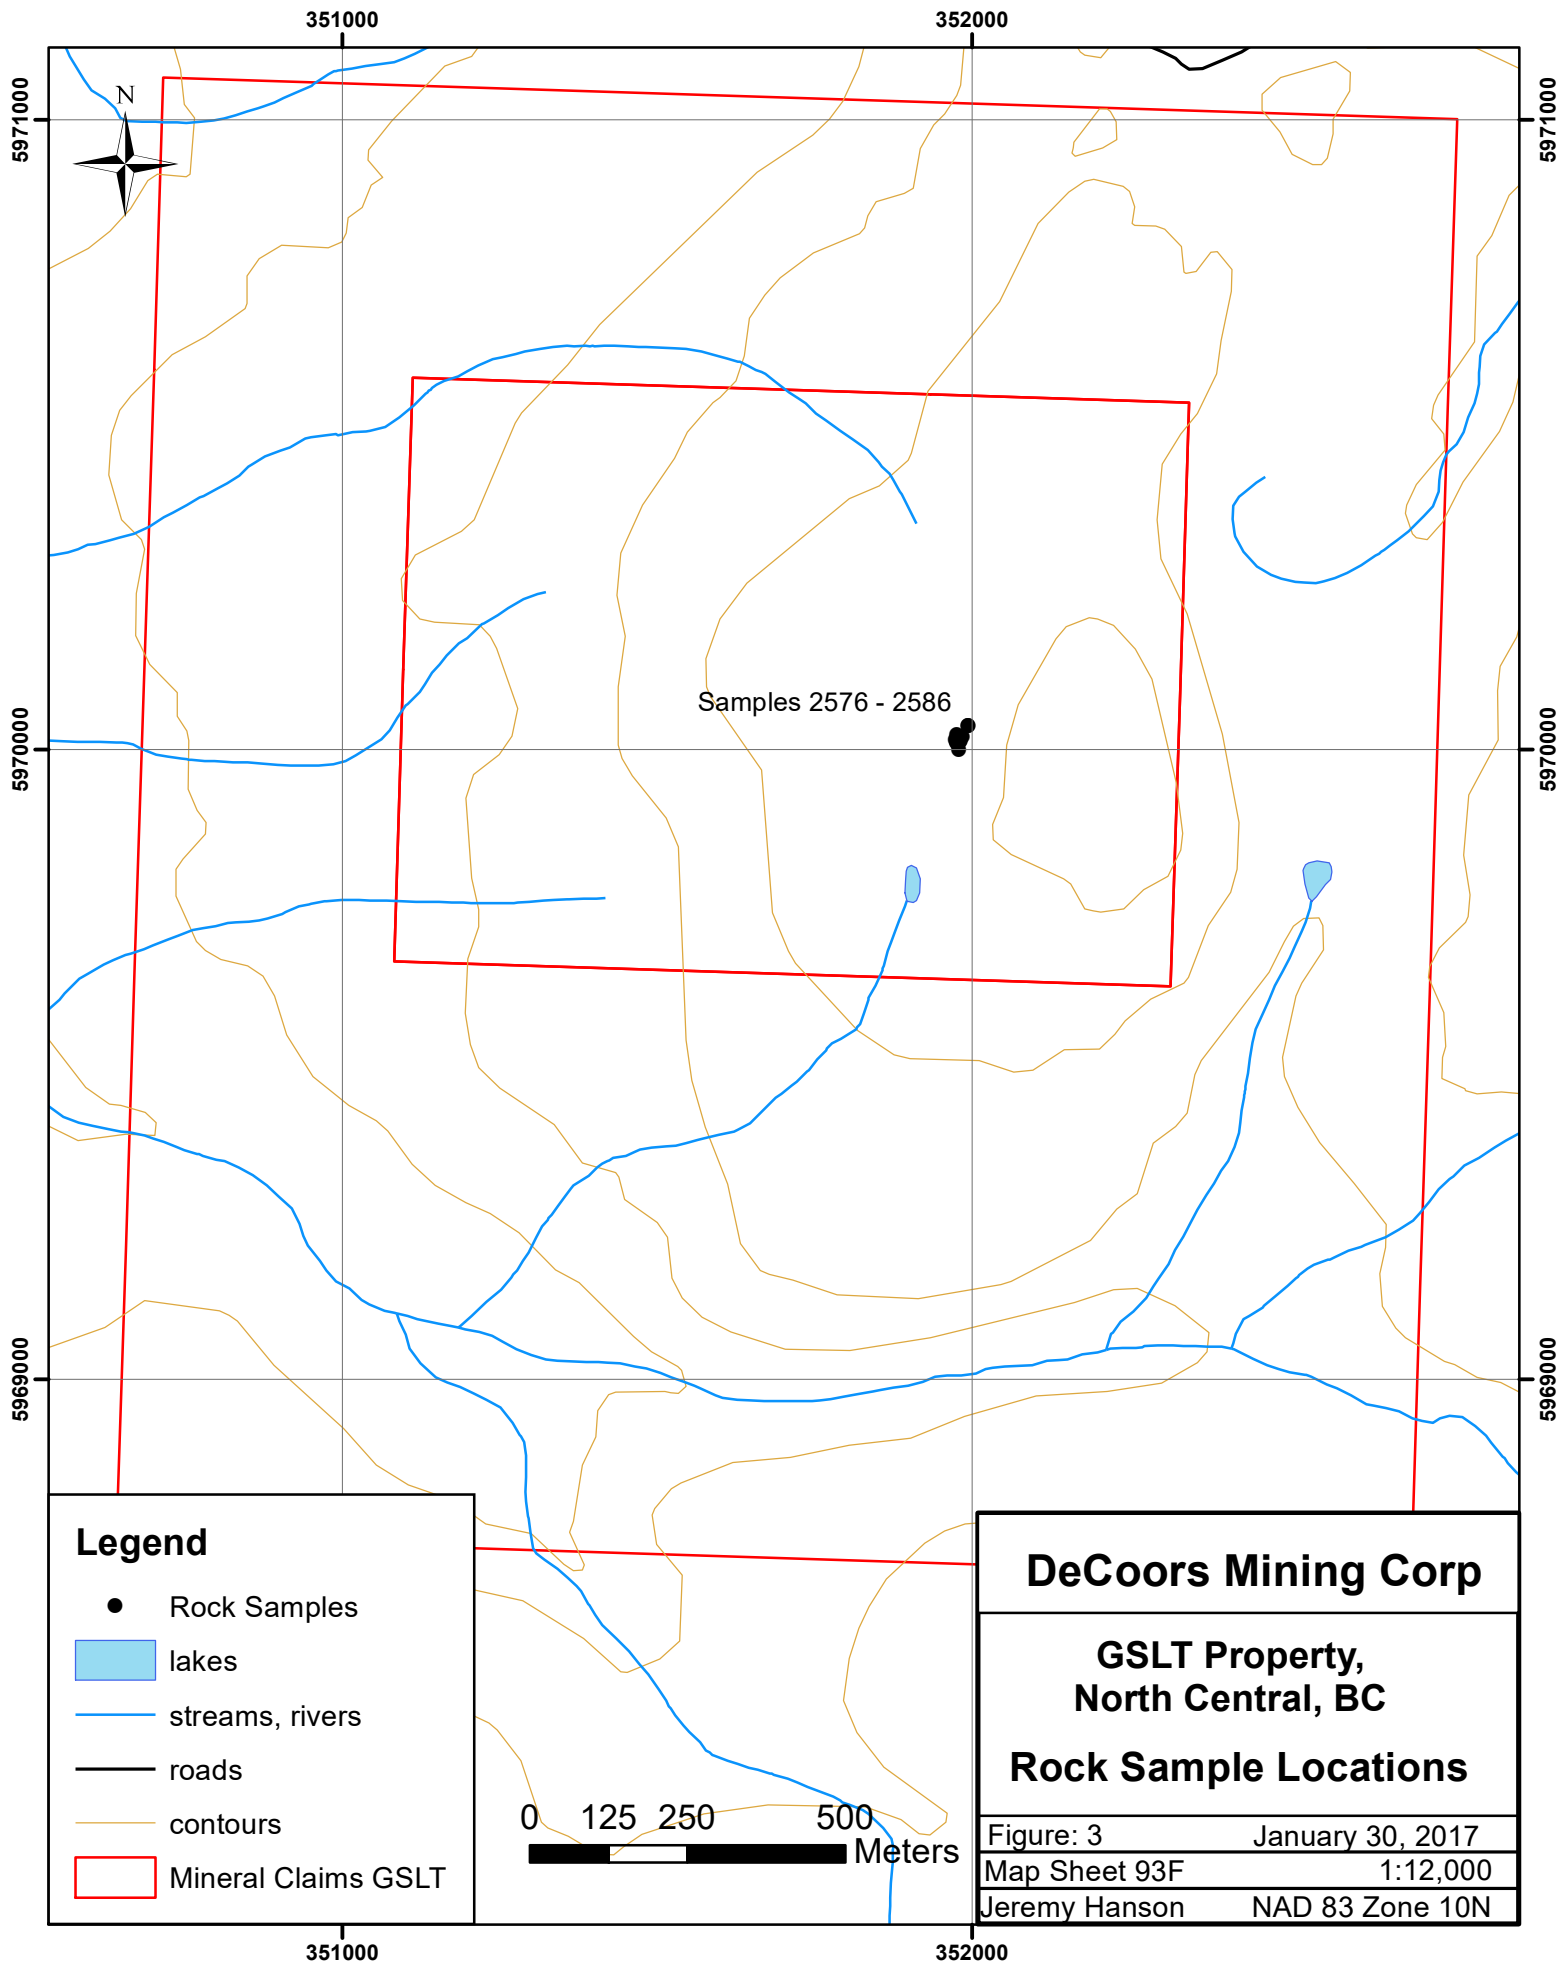 351000 352000
5971000 5971000
N
Samples 2576 - 2586
5970000 5970000
5969000 5969000
Legend
Rock Samples
lakes
streams, rivers
roads
contours
Mineral Claims GSLT
0 125 250 500
Meters
DeCoors Mining Corp
GSLT Property,
North Central, BC
Rock Sample Locations
Figure: 3 January 30, 2017
Map Sheet 93F 1:12,000
Jeremy Hanson NAD 83 Zone 10N
351000 352000